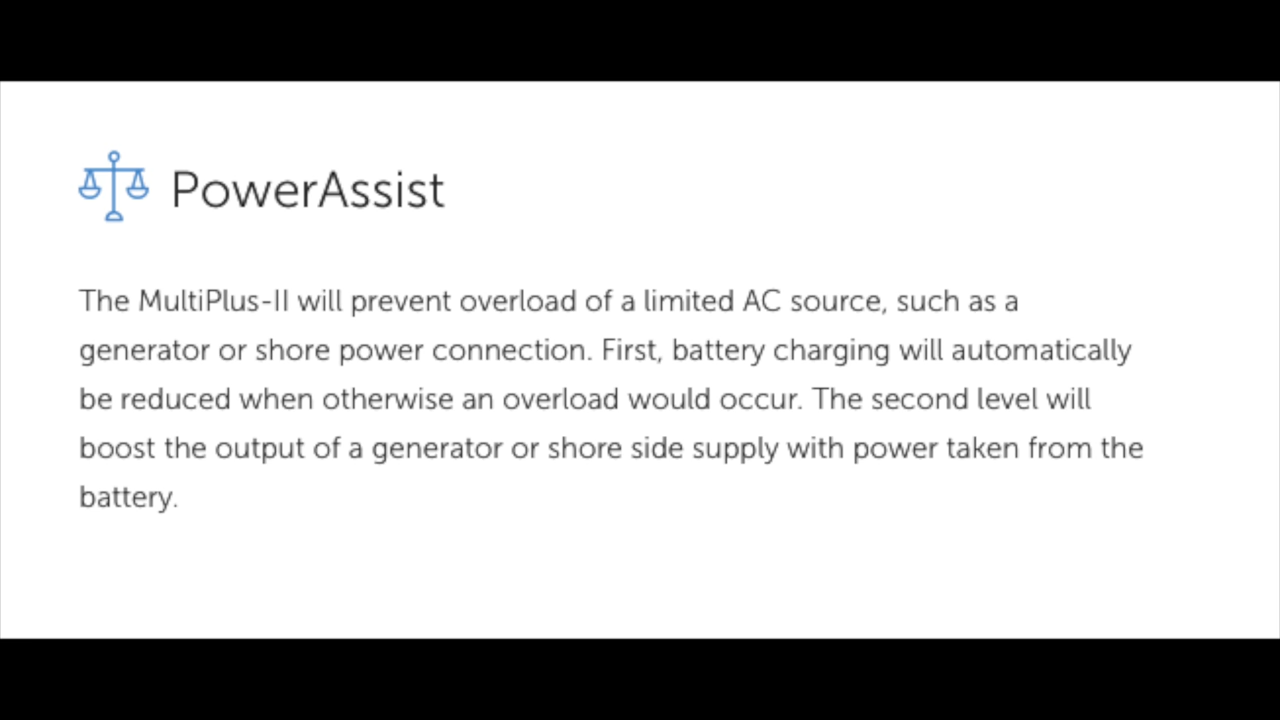 PowerAssist
The MultiPlus-II will prevent overload of a limited AC source, such as a
generator or shore power connection. First, battery charging will automatically
be reduced when otherwise an overload would occur. The second level will
boost the output of a generator or shore side supply with power taken from the
battery.